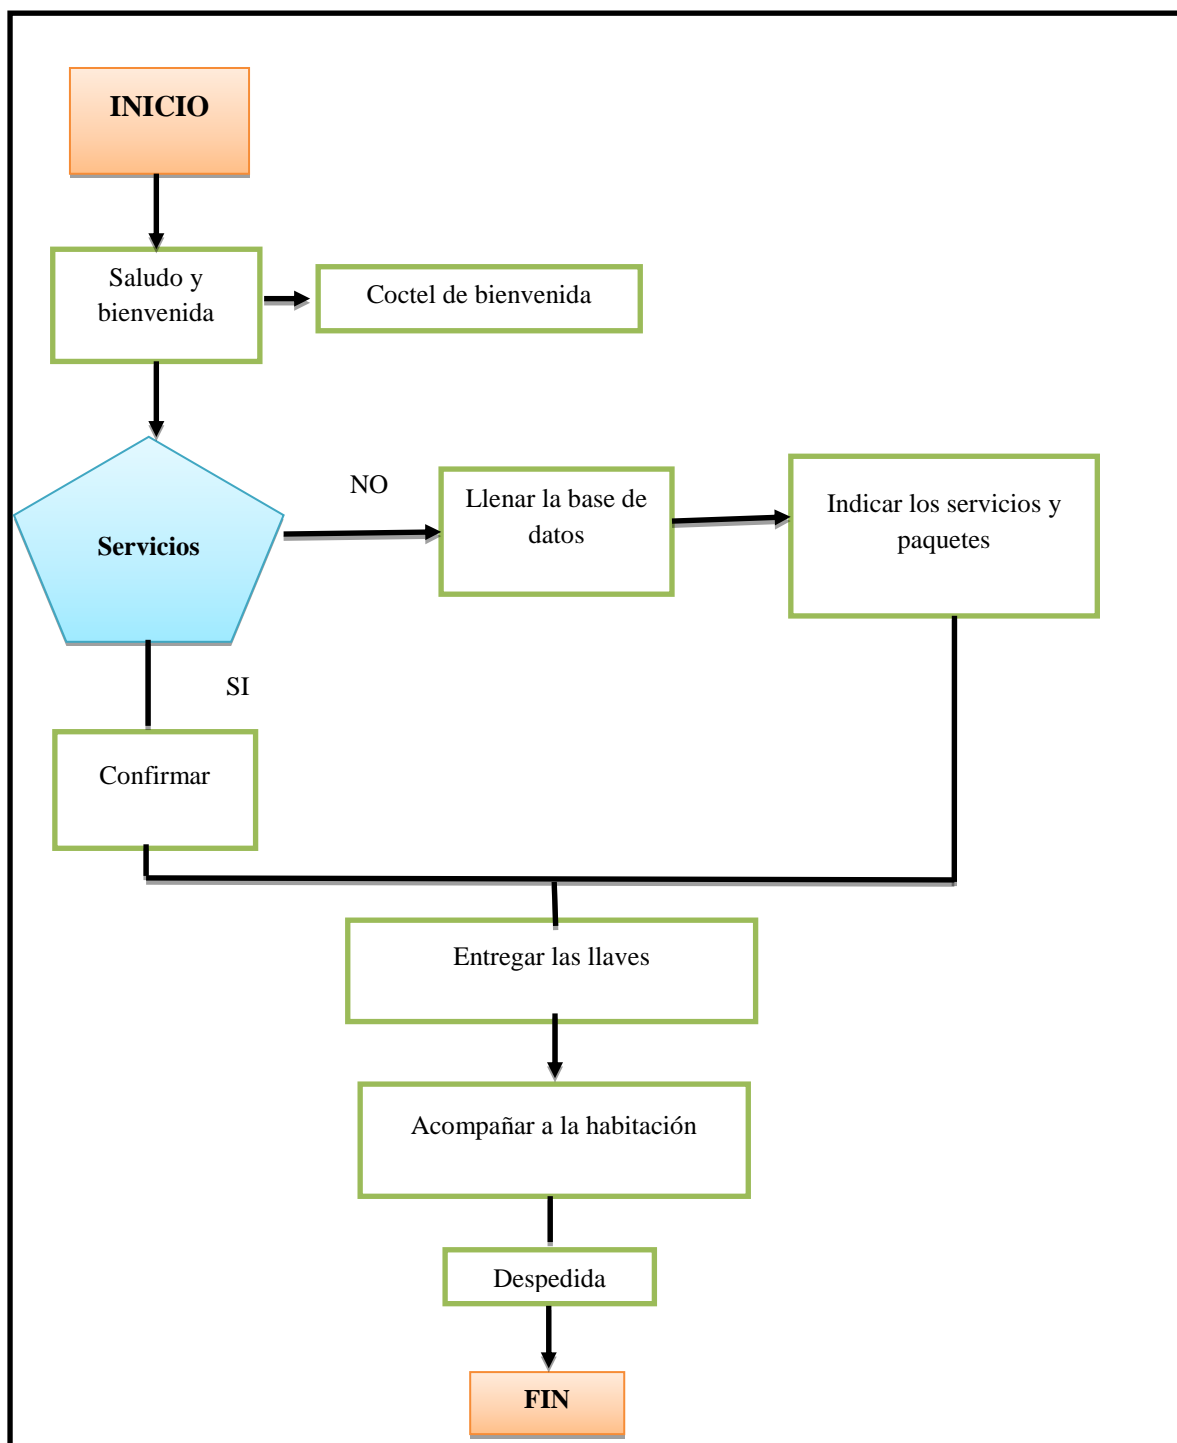 INICIO
Saludo y
bienvenida
Coctel de bienvenida
Servicios
NO
Llenar la base de
datos
Indicar los servicios y
paquetes
SI
Confirmar
Entregar las llaves
Acompañar a la habitación
Despedida
FIN